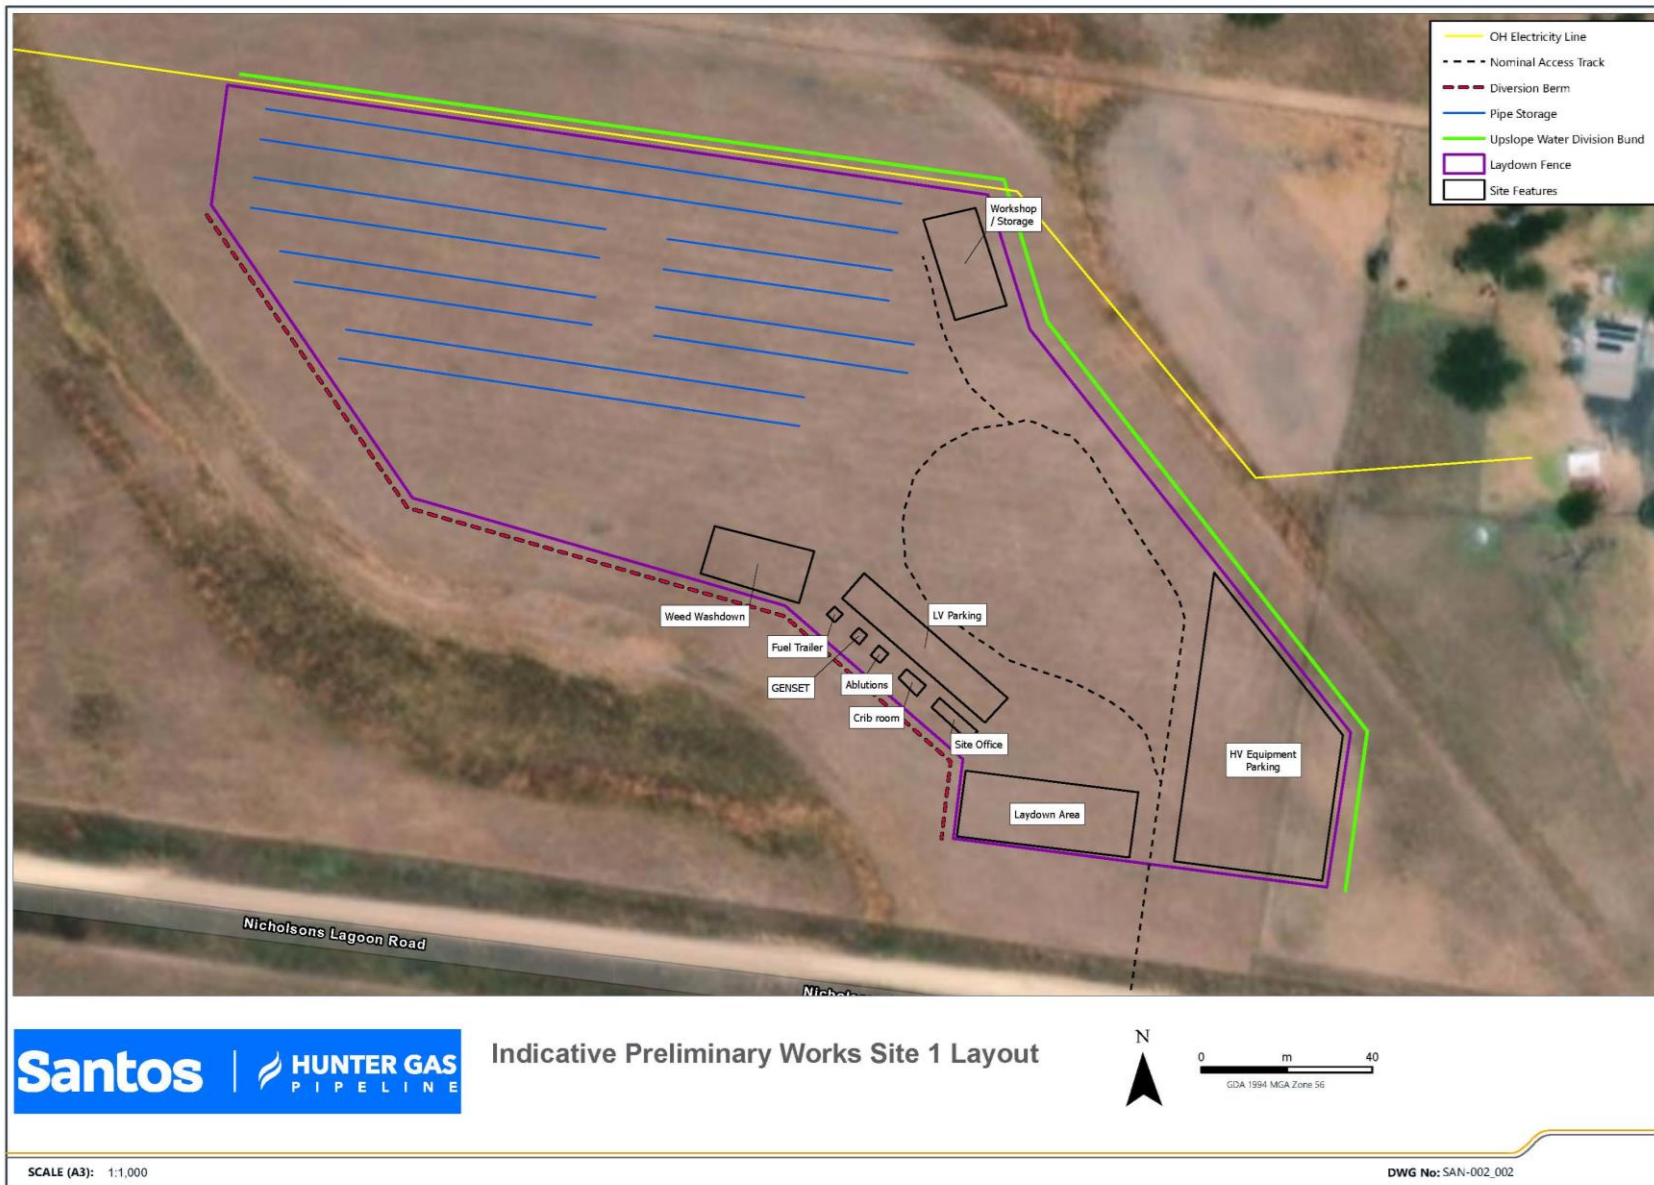 OH Electricity Line
Nominal Access Track
Diversion Berm
Pipe Storage
Upslope Water Division Bund
Laydown Fence
Site Features
Workshop
/ Storage
Weed Washdown
LV Parking
Fuel Trailer
GENSET
Ablutions
Crib room
Site Office
HV Equipment
Parking
Laydown Area
Nicholsons Lagoon Road
Santos
HUNTER GAS
PIPELINE
Indicative Preliminary Works Site 1 Layout
N
0 m 40
GDA 1994 MGA Zone 56
SCALE (A3): 1:1,000
DWG No: SAN-002_002